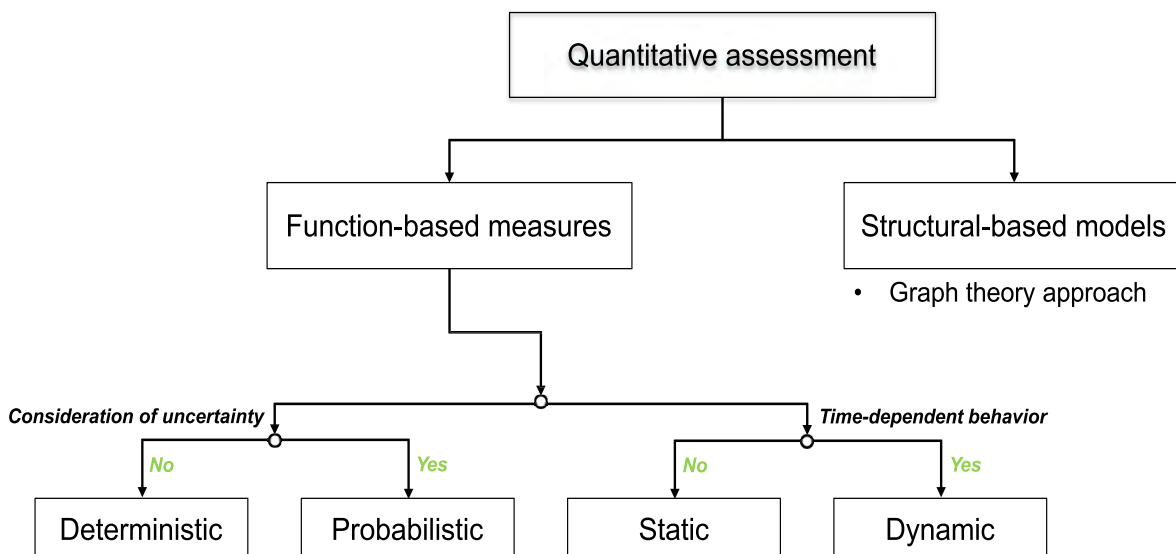 Quantitative assessment
Function-based measures
Structural-based models
• Graph theory approach
Consideration of uncertainty
Time-dependent behavior
No
Yes
No
Yes
Deterministic
Probabilistic
Static
Dynamic